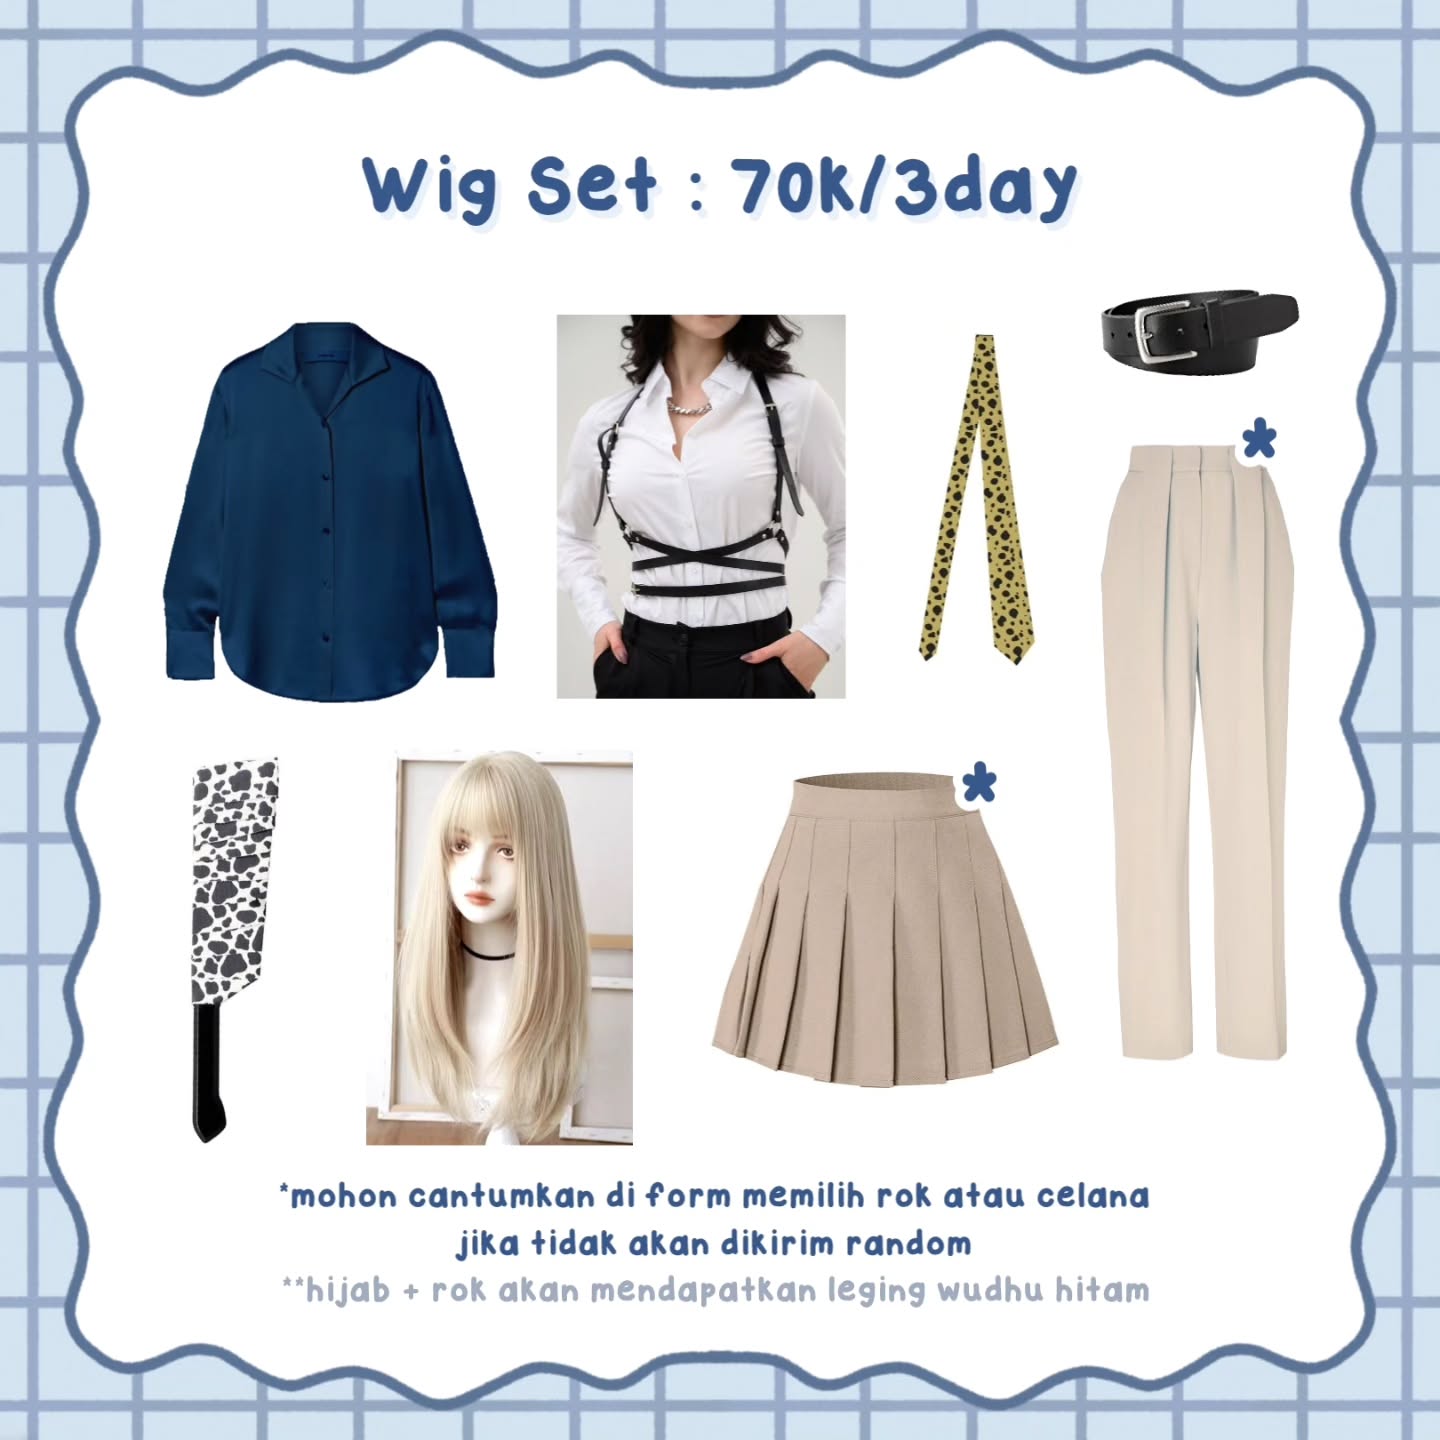 Wig Set : 70k/3day
*mohon cantumkan di form memilih rok atau celana
jika tidak akan dikirim random
**hijab + rok akan mendapatkan leging wudhu hitam